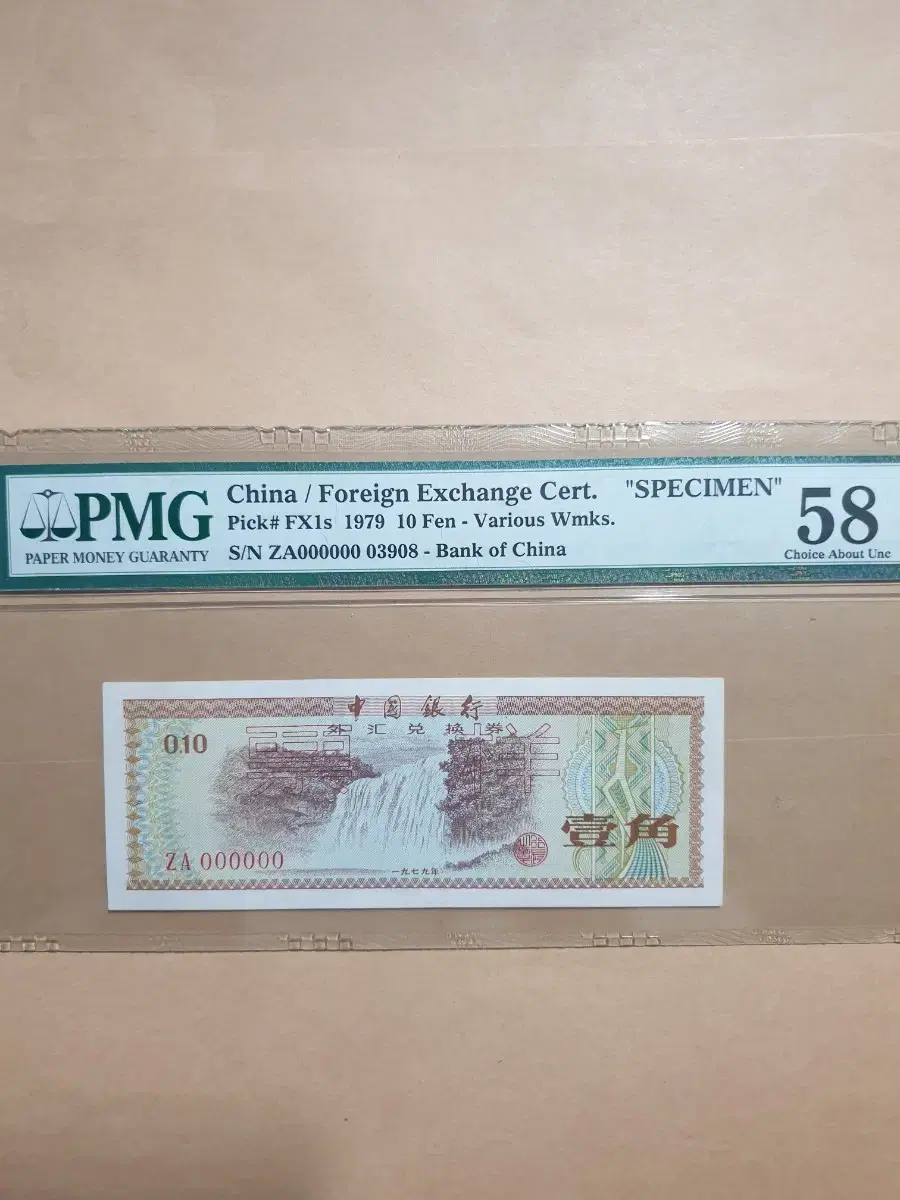 PMG
PAPER MONEY GUARANTY
China / Foreign Exchange Cert. "SPECIMEN"
Pick# FX1s 1979 10 Fen - Various Wmks.
S/N ZA000000 03908 - Bank of China
58
Choice About Unc
中国銀行
外汇兑换券
0.10
票样
壹角
ZA 000000
一九七九年